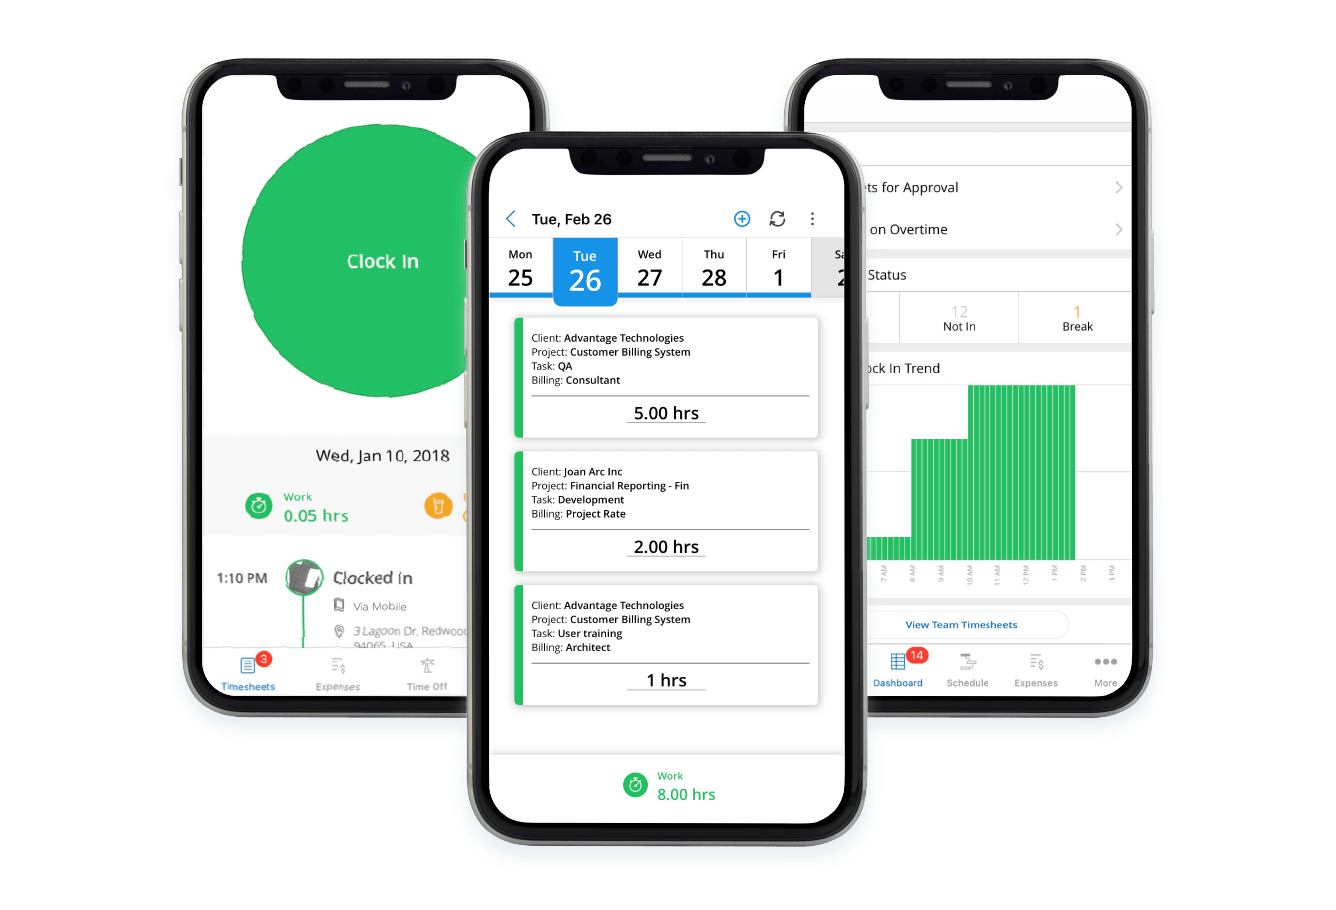 Clock In
Wed, Jan 10, 2018
Work
0.05 hrs
1:10 PM
Clocked In
Via Mobile
3 Lagoon Dr,
94065, USA
3
Timesheets
Expenses
Time Off
Tue, Feb 26
Mon
Tue
Wed
Thu
Fri
25
26
27
28
1
Client: Advantage Technologies
Project: Customer Billing System
Task: QA
Billing: Consultant
5.00 hrs
Client: Joan Arc Inc
Project: Financial Reporting - Fin
Task: Development
Billing: Project Rate
2.00 hrs
Client: Advantage Technologies
Project: Customer Billing System
Task: User training
Billing: Architect
1 hrs
Work
8.00 hrs
for Approval
on Overtime
Status
12
Not In
1
Break
In Trend
7 AM
8 AM
9 AM
10 AM
11 AM
12 PM
1 PM
2 PM
3 PM
View Team Timesheets
14
Dashboard
Schedule
Expenses
More